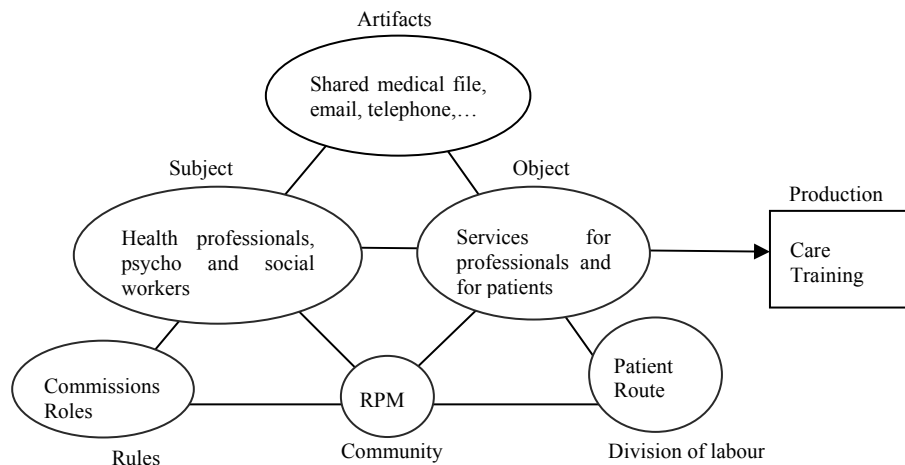 Artifacts
Shared medical file,
email, telephone,…
Subject
Object
Production
Health professionals,
psycho and social
workers
Services for
professionals and
for patients
Care
Training
Commissions
Roles
RPM
Patient
Route
Rules
Community
Division of labour